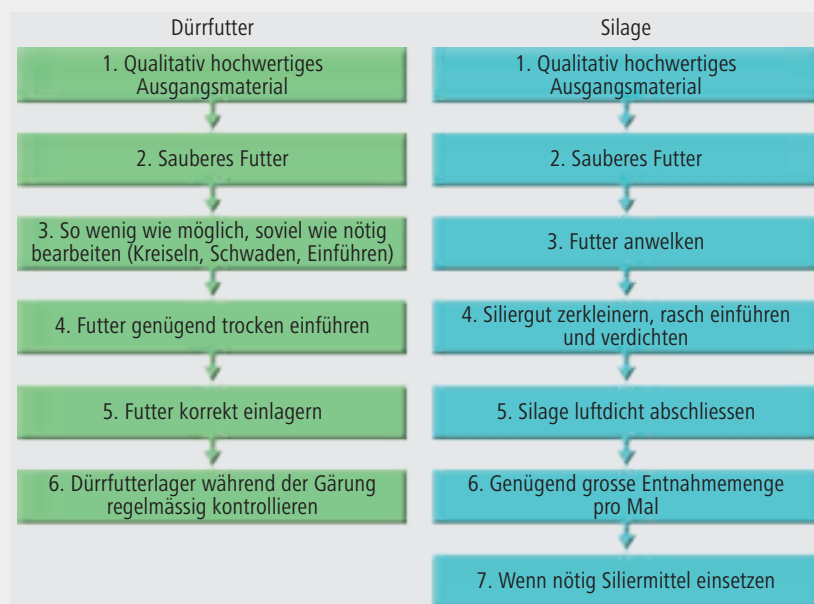 Dürrfutter
1. Qualitativ hochwertiges
Ausgangsmaterial
2. Sauberes Futter
3. So wenig wie möglich, soviel wie nötig
bearbeiten (Kreiseln, Schwaden, Einführen)
4. Futter genügend trocken einführen
5. Futter korrekt einlagern
6. Dürrfutterlager während der Gärung
regelmässig kontrollieren
Silage
1. Qualitativ hochwertiges
Ausgangsmaterial
2. Sauberes Futter
3. Futter anwelken
4. Siliergut zerkleinern, rasch einführen
und verdichten
5. Silage luftdicht abschliessen
6. Genügend grosse Entnahmemenge
pro Mal
7. Wenn nötig Siliermittel einsetzen